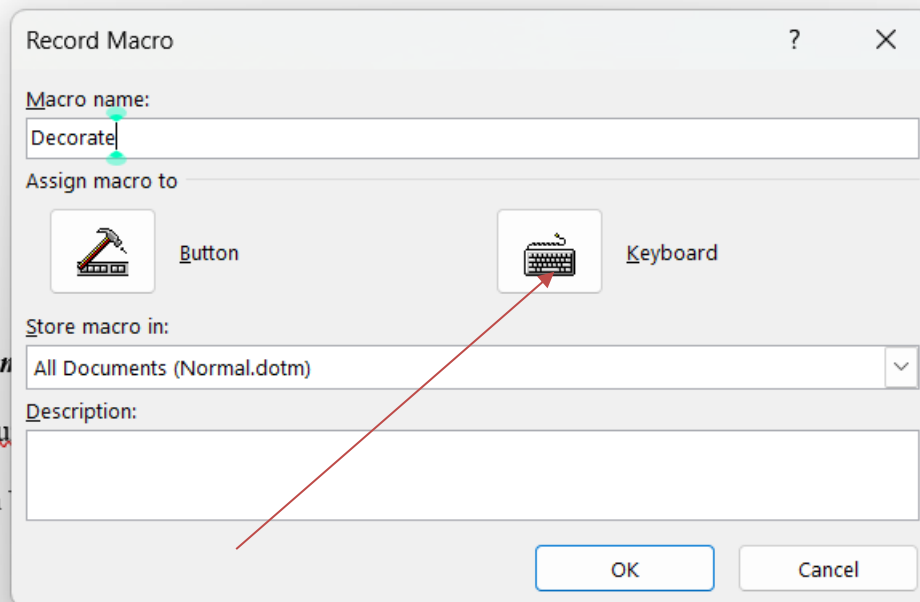 Record Macro ?
Macro name:
Decorate
Assign macro to
Button Keyboard
Store macro in:
All Documents (Normal.dotm)
Description:
OK Cancel